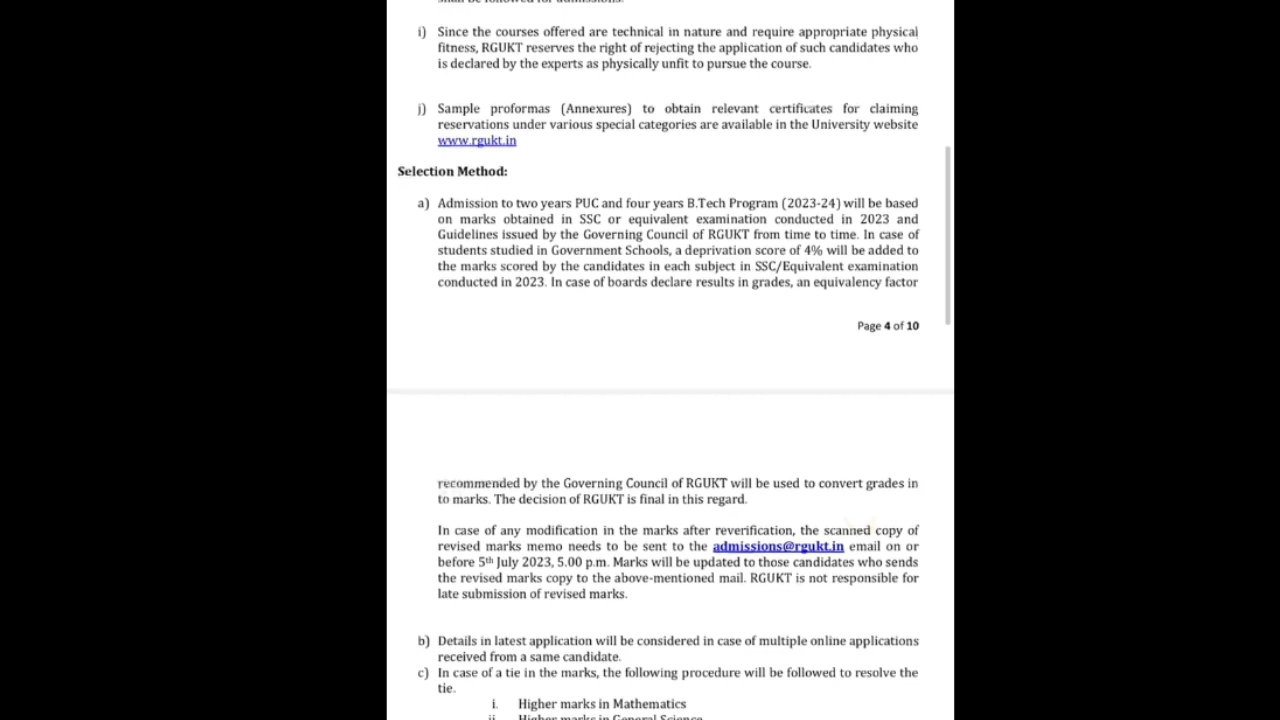 shall be followed for admissions.
i) Since the courses offered are technical in nature and require appropriate physical
fitness, RGUKT reserves the right of rejecting the application of such candidates who
is declared by the experts as physically unfit to pursue the course.
j) Sample proformas (Annexures) to obtain relevant certificates for claiming
reservations under various special categories are available in the University website
www.rgukt.in
Selection Method:
a) Admission to two years PUC and four years B.Tech Program (2023-24) will be based
on marks obtained in SSC or equivalent examination conducted in 2023 and
Guidelines issued by the Governing Council of RGUKT from time to time. In case of
students studied in Government Schools, a deprivation score of 4% will be added to
the marks scored by the candidates in each subject in SSC/Equivalent examination
conducted in 2023. In case of boards declare results in grades, an equivalency factor
Page 4 of 10
recommended by the Governing Council of RGUKT will be used to convert grades in
to marks. The decision of RGUKT is final in this regard.
In case of any modification in the marks after reverification, the scanned copy of
revised marks memo needs to be sent to the admissions@rgukt.in email on or
before 5th July 2023, 5.00 p.m. Marks will be updated to those candidates who sends
the revised marks copy to the above-mentioned mail. RGUKT is not responsible for
late submission of revised marks.
b) Details in latest application will be considered in case of multiple online applications
received from a same candidate.
c) In case of a tie in the marks, the following procedure will be followed to resolve the
tie.
i. Higher marks in Mathematics
ii. Higher marks in General Science